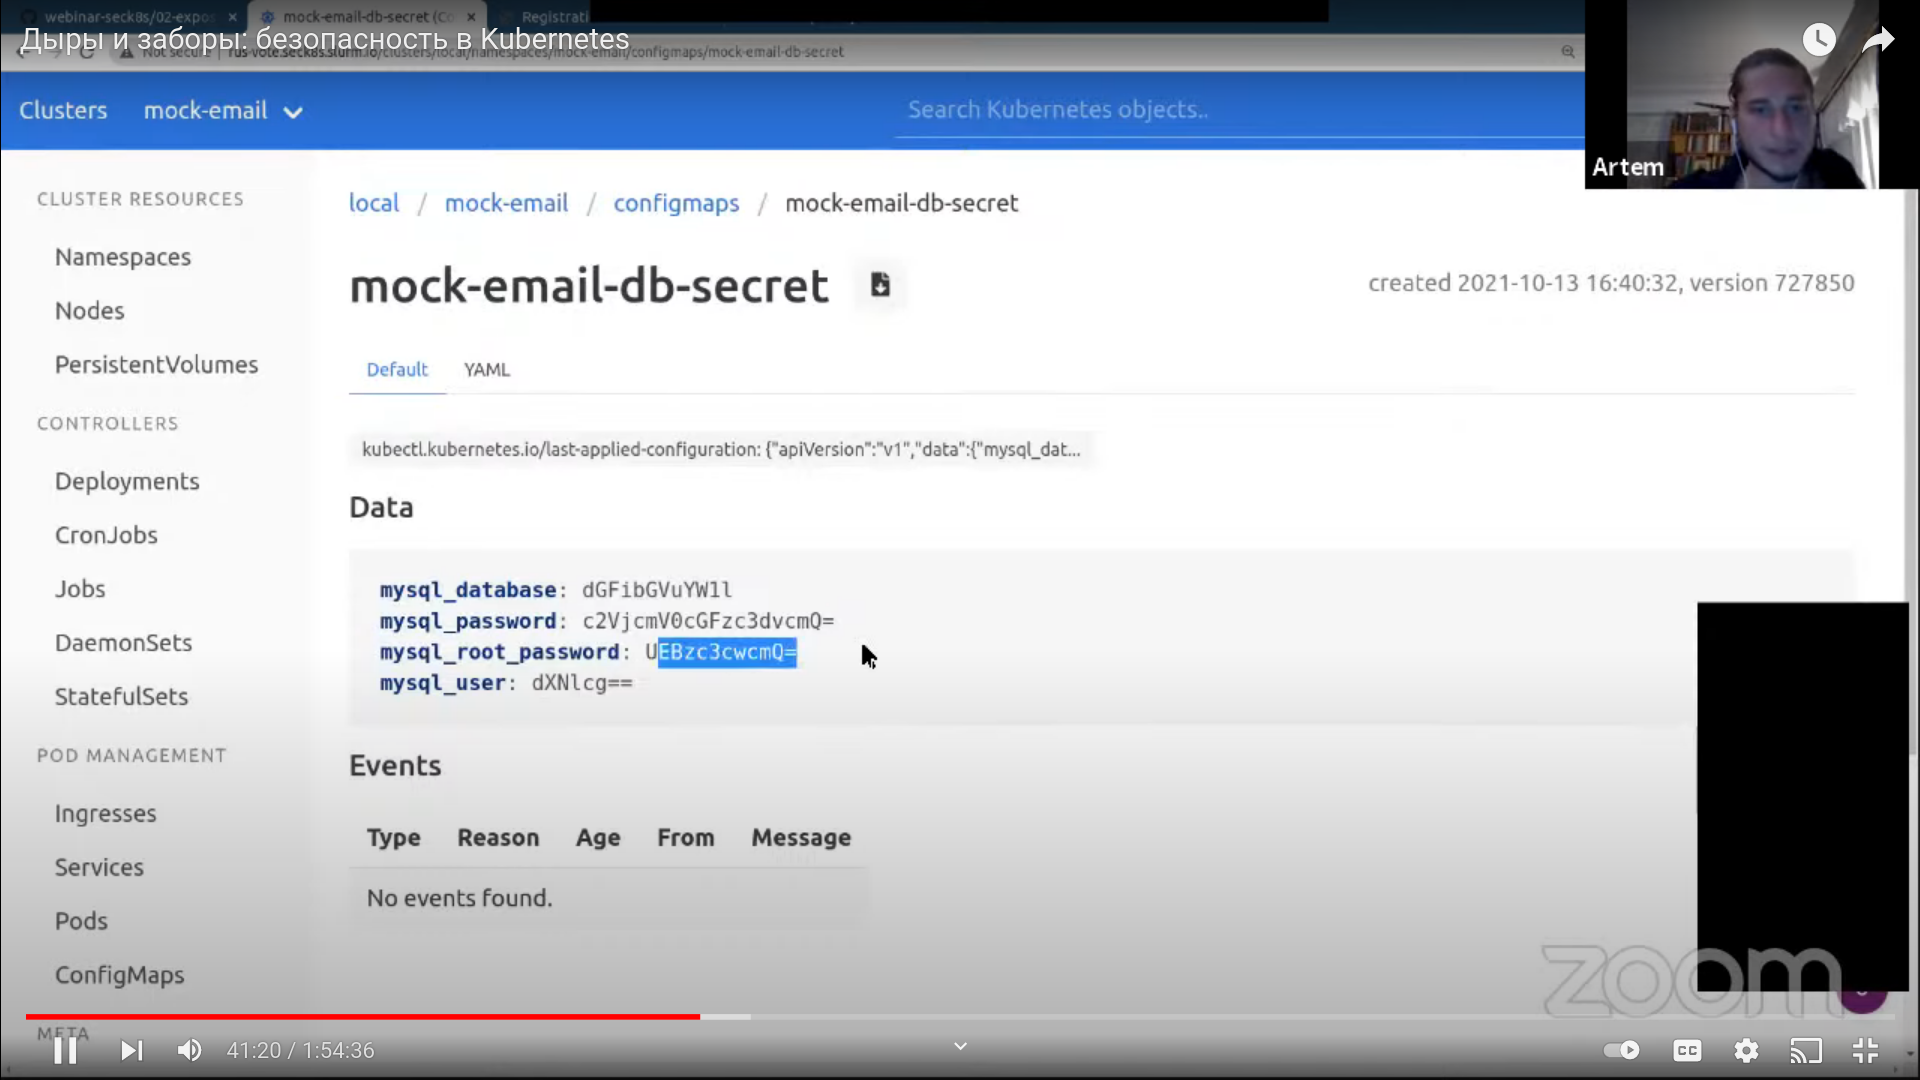 webinar-seck8s/02-expos
mock-email-db-secret (Co
Registrati
Дыры и заборы: безопасность в Kubernetes
Not secure rus-vote.seck8s.slurm.io/clusters/local/namespaces/mock-email/configmaps/mock-email-db-secret
Clusters mock-email
Search Kubernetes objects..
Artem
CLUSTER RESOURCES
Namespaces
Nodes
PersistentVolumes
CONTROLLERS
Deployments
CronJobs
Jobs
DaemonSets
StatefulSets
POD MANAGEMENT
Ingresses
Services
Pods
ConfigMaps
META
local / mock-email / configmaps / mock-email-db-secret
mock-email-db-secret
created 2021-10-13 16:40:32, version 727850
Default YAML
kubectl.kubernetes.io/last-applied-configuration: {"apiVersion":"v1","data":{"mysql_dat...
Data
mysql_database: dGFibGVuYW1l
mysql_password: c2VjcmV0cGFzc3dvcmQ=
mysql_root_password: UEBzc3cwcmQ=
mysql_user: dXNlcg==
Events
Type Reason Age From Message
No events found.
zoom
41:20 / 1:54:36
CC